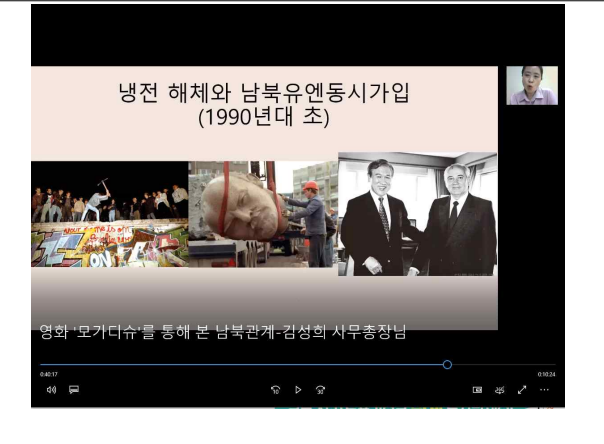 냉전 해체와 남북유엔동시가입
(1990년대 초)
영화 '모가디슈'를 통해 본 남북관계-김성희 사무총장님
0:40:17
0:10:24
10
30